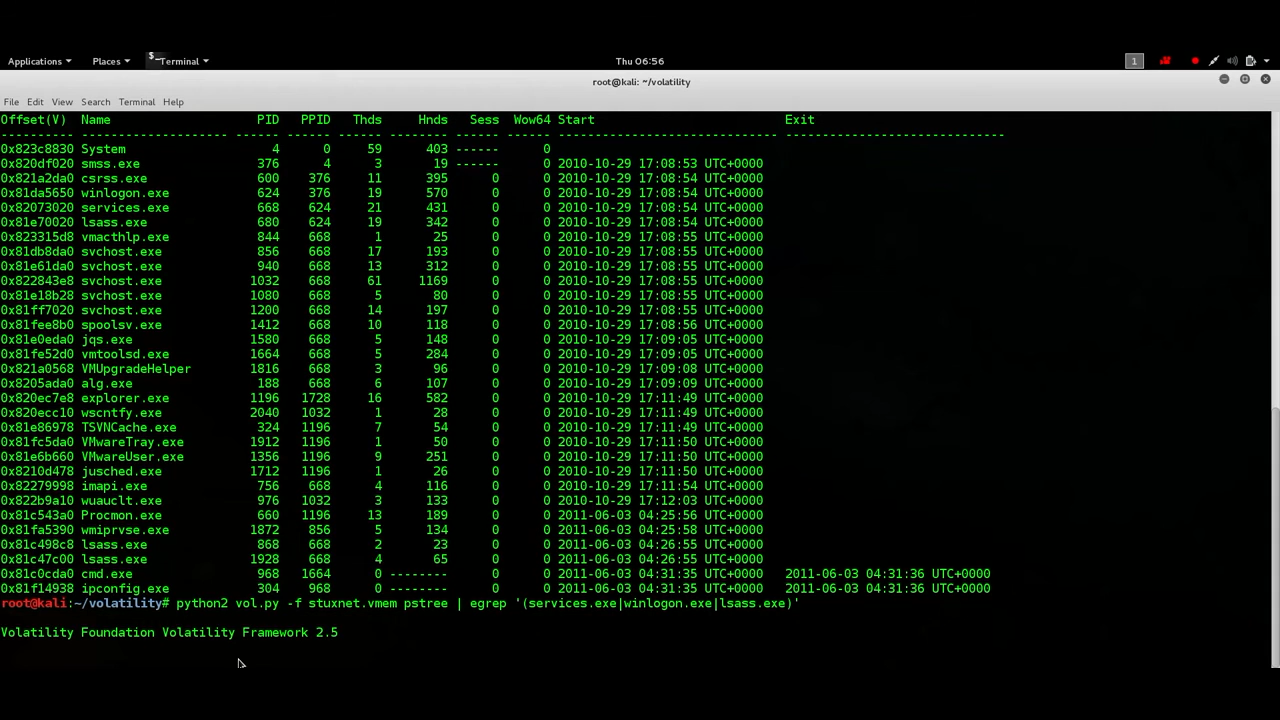 Applications Places Terminal Thu 06:56 1
root@kali: ~/volatility
File Edit View Search Terminal Help
Offset(V) Name PID PPID Thds Hnds Sess Wow64 Start Exit
---------- -------------------- ------ ------ ------ -------- ------ ------ ------------------------------ ------------------------------
0x823c8830 System 4 0 59 403 ------ 0
0x820df020 smss.exe 376 4 3 19 ------ 0 2010-10-29 17:08:53 UTC+0000
0x821a2da0 csrss.exe 600 376 11 395 0 0 2010-10-29 17:08:54 UTC+0000
0x81da5650 winlogon.exe 624 376 19 570 0 0 2010-10-29 17:08:54 UTC+0000
0x82073020 services.exe 668 624 21 431 0 0 2010-10-29 17:08:54 UTC+0000
0x81e70020 lsass.exe 680 624 19 342 0 0 2010-10-29 17:08:54 UTC+0000
0x823315d8 vmacthlp.exe 844 668 1 25 0 0 2010-10-29 17:08:55 UTC+0000
0x81db8da0 svchost.exe 856 668 17 193 0 0 2010-10-29 17:08:55 UTC+0000
0x81e61da0 svchost.exe 940 668 13 312 0 0 2010-10-29 17:08:55 UTC+0000
0x822843e8 svchost.exe 1032 668 61 1169 0 0 2010-10-29 17:08:55 UTC+0000
0x81e18b28 svchost.exe 1080 668 5 80 0 0 2010-10-29 17:08:55 UTC+0000
0x81ff7020 svchost.exe 1200 668 14 197 0 0 2010-10-29 17:08:55 UTC+0000
0x81fee8b0 spoolsv.exe 1412 668 10 118 0 0 2010-10-29 17:08:56 UTC+0000
0x81e0eda0 jqs.exe 1580 668 5 148 0 0 2010-10-29 17:09:05 UTC+0000
0x81fe52d0 vmtoolsd.exe 1664 668 5 284 0 0 2010-10-29 17:09:05 UTC+0000
0x821a0568 VMUpgradeHelper 1816 668 3 96 0 0 2010-10-29 17:09:08 UTC+0000
0x8205ada0 alg.exe 188 668 6 107 0 0 2010-10-29 17:09:09 UTC+0000
0x820ec7e8 explorer.exe 1196 1728 16 582 0 0 2010-10-29 17:11:49 UTC+0000
0x820ecc10 wscntfy.exe 2040 1032 1 28 0 0 2010-10-29 17:11:49 UTC+0000
0x81e86978 TSVNCache.exe 324 1196 7 54 0 0 2010-10-29 17:11:49 UTC+0000
0x81fc5da0 VMwareTray.exe 1912 1196 1 50 0 0 2010-10-29 17:11:50 UTC+0000
0x81e6b660 VMwareUser.exe 1356 1196 9 251 0 0 2010-10-29 17:11:50 UTC+0000
0x8210d478 jusched.exe 1712 1196 1 26 0 0 2010-10-29 17:11:50 UTC+0000
0x82279998 imapi.exe 756 668 4 116 0 0 2010-10-29 17:11:54 UTC+0000
0x822b9a10 wuauclt.exe 976 1032 3 133 0 0 2010-10-29 17:12:03 UTC+0000
0x81c543a0 Procmon.exe 660 1196 13 189 0 0 2011-06-03 04:25:56 UTC+0000
0x81fa5390 wmiprvse.exe 1872 856 5 134 0 0 2011-06-03 04:25:58 UTC+0000
0x81c498c8 lsass.exe 868 668 2 23 0 0 2011-06-03 04:26:55 UTC+0000
0x81c47c00 lsass.exe 1928 668 4 65 0 0 2011-06-03 04:26:55 UTC+0000
0x81c0cda0 cmd.exe 968 1664 0 -------- 0 0 2011-06-03 04:31:35 UTC+0000 2011-06-03 04:31:36 UTC+0000
0x81f14938 ipconfig.exe 304 968 0 -------- 0 0 2011-06-03 04:31:35 UTC+0000 2011-06-03 04:31:36 UTC+0000
root@kali:~/volatility# python2 vol.py -f stuxnet.vmem pstree | egrep '(services.exe|winlogon.exe|lsass.exe)'
Volatility Foundation Volatility Framework 2.5